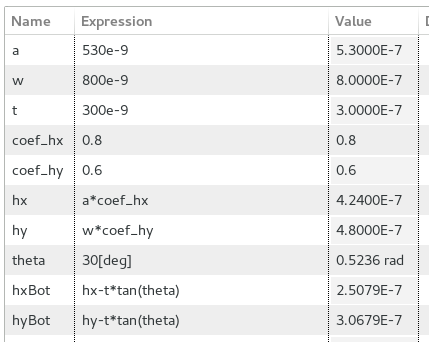 Name Expression Value
a 530e-9 5.3000E-7
w 800e-9 8.0000E-7
t 300e-9 3.0000E-7
coef_hx 0.8 0.8
coef_hy 0.6 0.6
hx a*coef_hx 4.2400E-7
hy w*coef_hy 4.8000E-7
theta 30[deg] 0.5236 rad
hxBot hx-t*tan(theta) 2.5079E-7
hyBot hy-t*tan(theta) 3.0679E-7